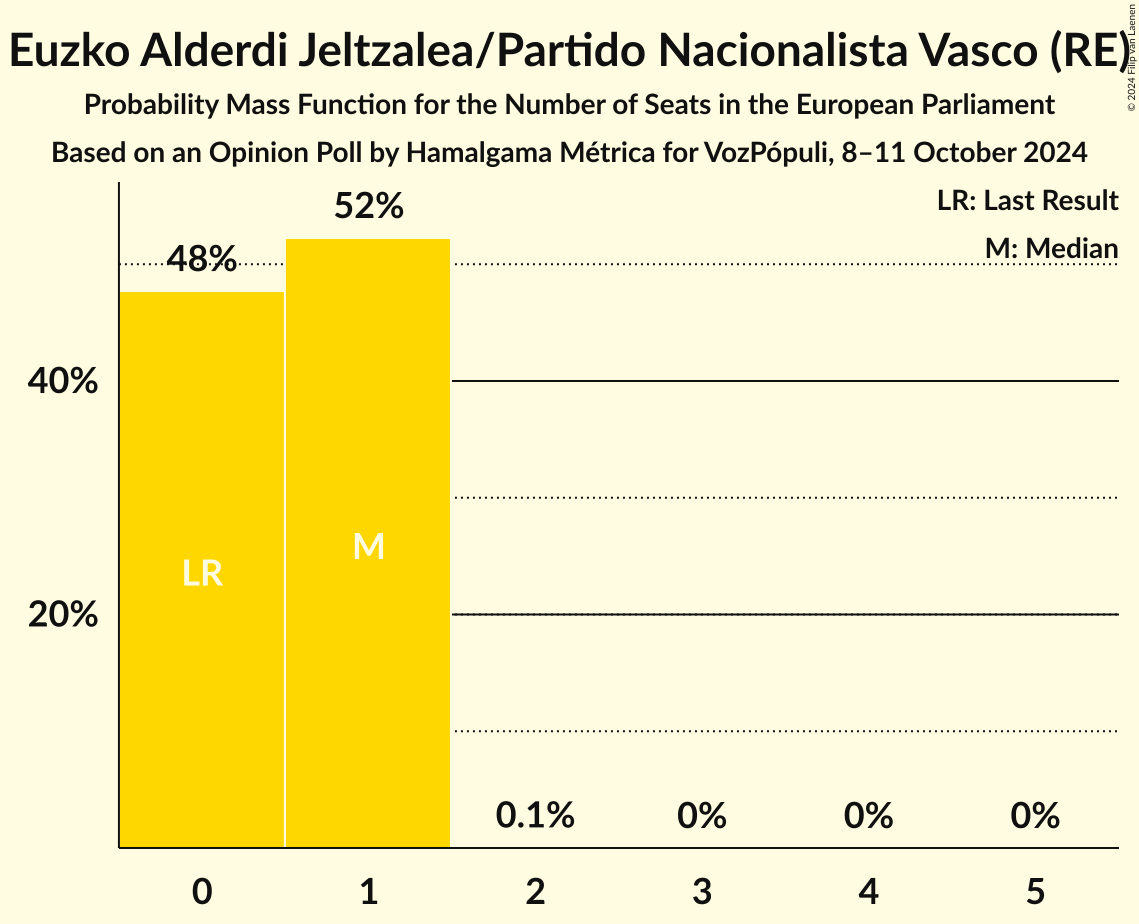 Euzko Alderdi Jeltzalea/Partido Nacionalista Vasco (RE)
© 2024 Filip van Laenen
Probability Mass Function for the Number of Seats in the European Parliament
Based on an Opinion Poll by Hamalgama Métrica for VozPópuli, 8–11 October 2024
LR: Last Result
M: Median
52%
48%
40%
20%
LR
M
0.1%
0%
0%
0%
0
1
2
3
4
5